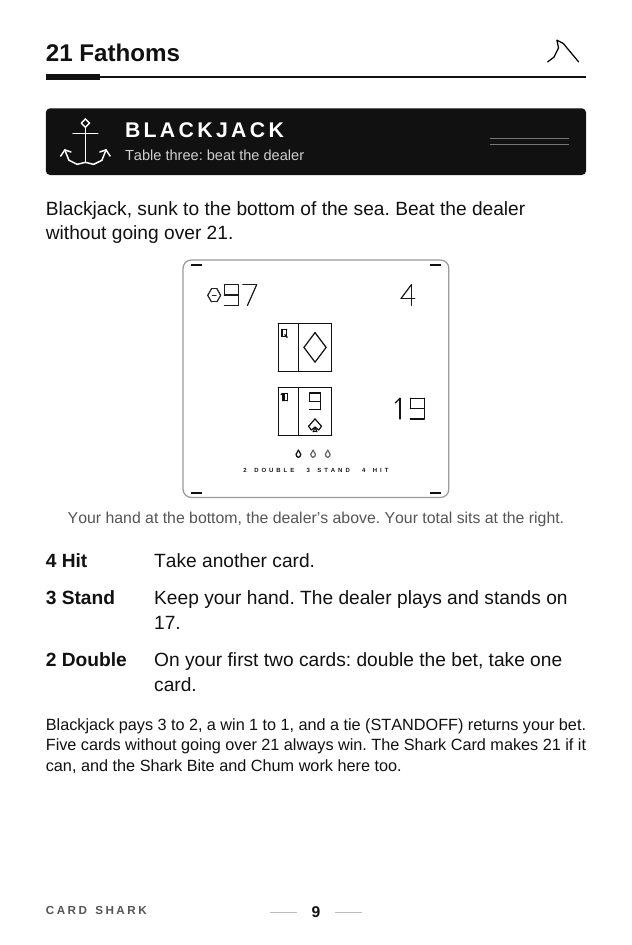 21 Fathoms
BLACKJACK
Table three: beat the dealer
Blackjack, sunk to the bottom of the sea. Beat the dealer
without going over 21.
97 4
Q
9 19
2 DOUBLE 3 STAND 4 HIT
Your hand at the bottom, the dealer’s above. Your total sits at the right.
4 Hit Take another card.
3 Stand Keep your hand. The dealer plays and stands on
17.
2 Double On your first two cards: double the bet, take one
card.
Blackjack pays 3 to 2, a win 1 to 1, and a tie (STANDOFF) returns your bet.
Five cards without going over 21 always win. The Shark Card makes 21 if it
can, and the Shark Bite and Chum work here too.
CARD SHARK 9